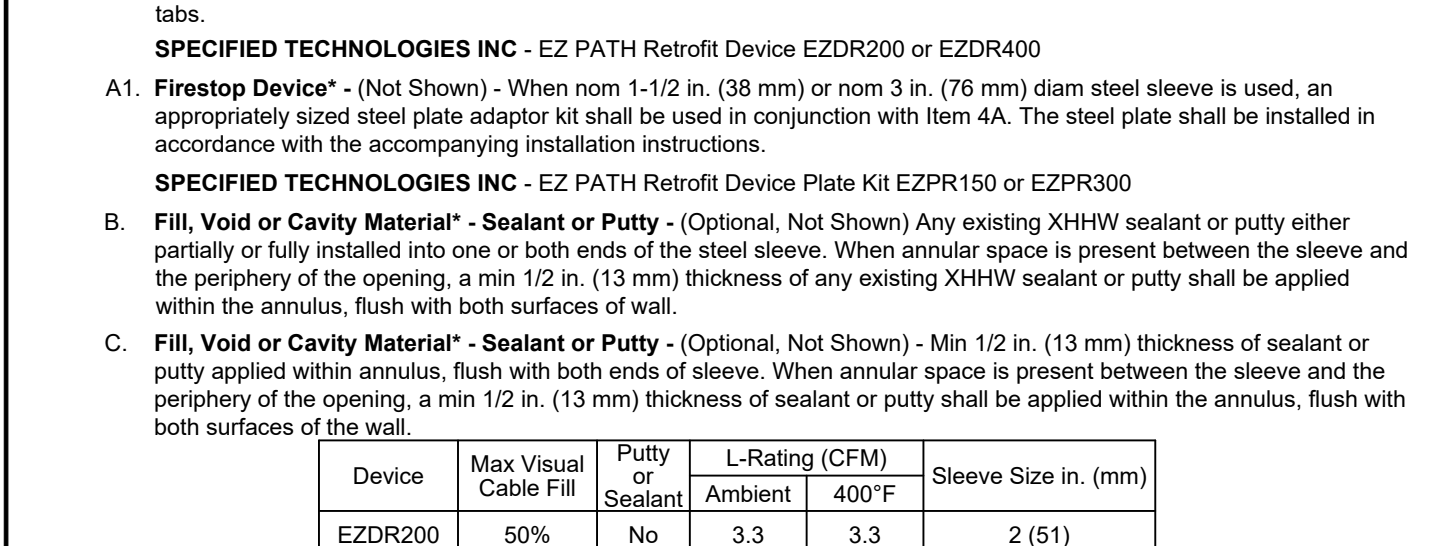 tabs.
SPECIFIED TECHNOLOGIES INC - EZ PATH Retrofit Device EZDR200 or EZDR400
A1. Firestop Device* - (Not Shown) - When nom 1-1/2 in. (38 mm) or nom 3 in. (76 mm) diam steel sleeve is used, an
appropriately sized steel plate adaptor kit shall be used in conjunction with Item 4A. The steel plate shall be installed in
accordance with the accompanying installation instructions.
SPECIFIED TECHNOLOGIES INC - EZ PATH Retrofit Device Plate Kit EZPR150 or EZPR300
B. Fill, Void or Cavity Material* - Sealant or Putty - (Optional, Not Shown) Any existing XHHW sealant or putty either
partially or fully installed into one or both ends of the steel sleeve. When annular space is present between the sleeve and
the periphery of the opening, a min 1/2 in. (13 mm) thickness of any existing XHHW sealant or putty shall be applied
within the annulus, flush with both surfaces of wall.
C. Fill, Void or Cavity Material* - Sealant or Putty - (Optional, Not Shown) - Min 1/2 in. (13 mm) thickness of sealant or
putty applied within annulus, flush with both ends of sleeve. When annular space is present between the sleeve and the
periphery of the opening, a min 1/2 in. (13 mm) thickness of sealant or putty shall be applied within the annulus, flush with
both surfaces of the wall.
Device
Max Visual
Cable Fill
Putty
or
Sealant
L-Rating (CFM)
Ambient
400°F
Sleeve Size in. (mm)
EZDR200 50% No 3.3 3.3 2 (51)